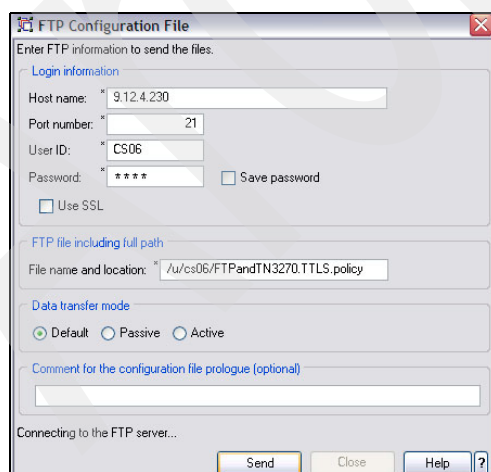 FTP Configuration File
Enter FTP information to send the files.
Login information
Host name: * 9.12.4.230
Port number: * 21
User ID: * CS06
Password: * **** Save password
Use SSL
FTP file including full path
File name and location: * /u/cs06/FTPandTN3270.TTLS.policy
Data transfer mode
Default Passive Active
Comment for the configuration file prologue (optional)
Connecting to the FTP server...
Send Close Help ?